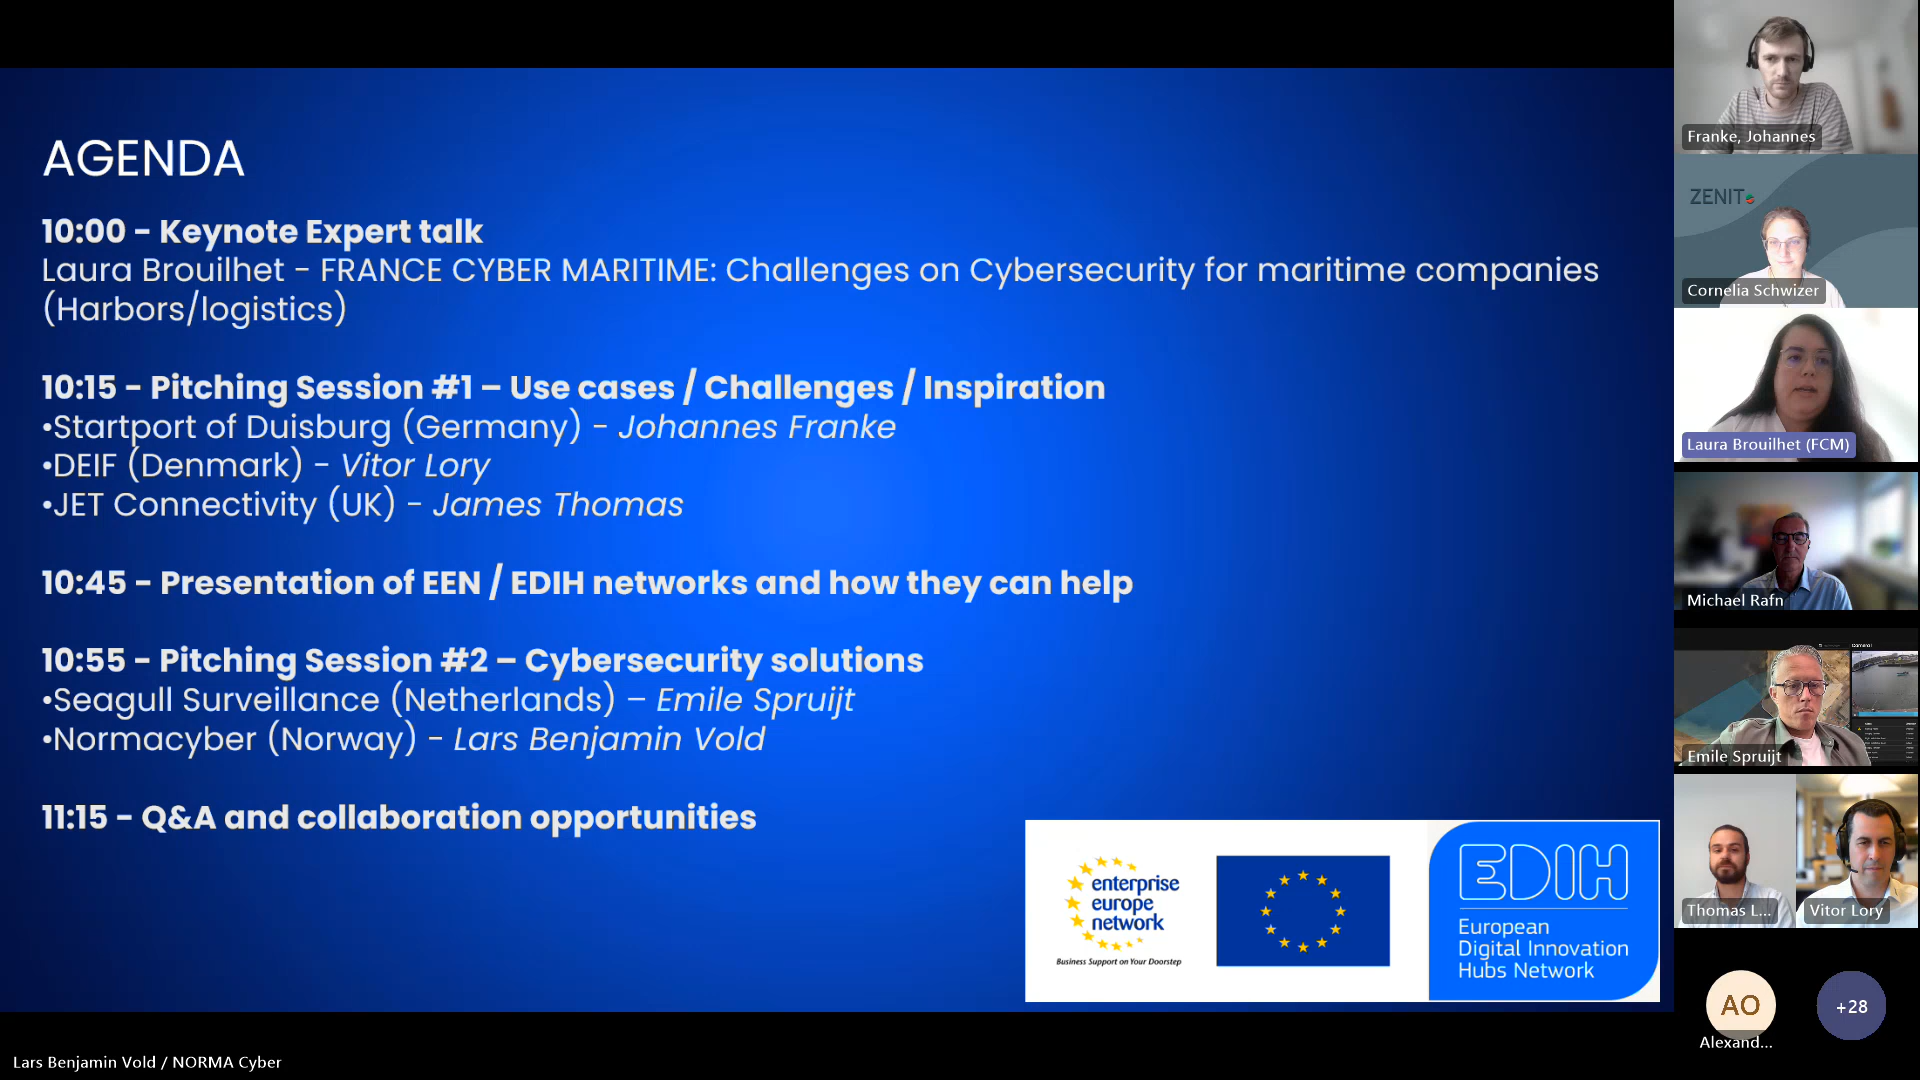 AGENDA
10:00 - Keynote Expert talk
Laura Brouilhet - FRANCE CYBER MARITIME: Challenges on Cybersecurity for maritime companies
(Harbors/logistics)
10:15 - Pitching Session #1 – Use cases / Challenges / Inspiration
•Startport of Duisburg (Germany) - Johannes Franke
•DEIF (Denmark) - Vitor Lory
•JET Connectivity (UK) - James Thomas
10:45 - Presentation of EEN / EDIH networks and how they can help
10:55 - Pitching Session #2 – Cybersecurity solutions
•Seagull Surveillance (Netherlands) – Emile Spruijt
•Normacyber (Norway) - Lars Benjamin Vold
11:15 - Q&A and collaboration opportunities
enterprise
europe
network
Business Support on Your Doorstep
EDIH
European
Digital Innovation
Hubs Network
Lars Benjamin Vold / NORMA Cyber
Franke, Johannes
ZENIT
Cornelia Schwizer
Laura Brouilhet (FCM)
Michael Rafn
Emile Spruijt
Thomas L...
Vitor Lory
AO
Alexand...
+28